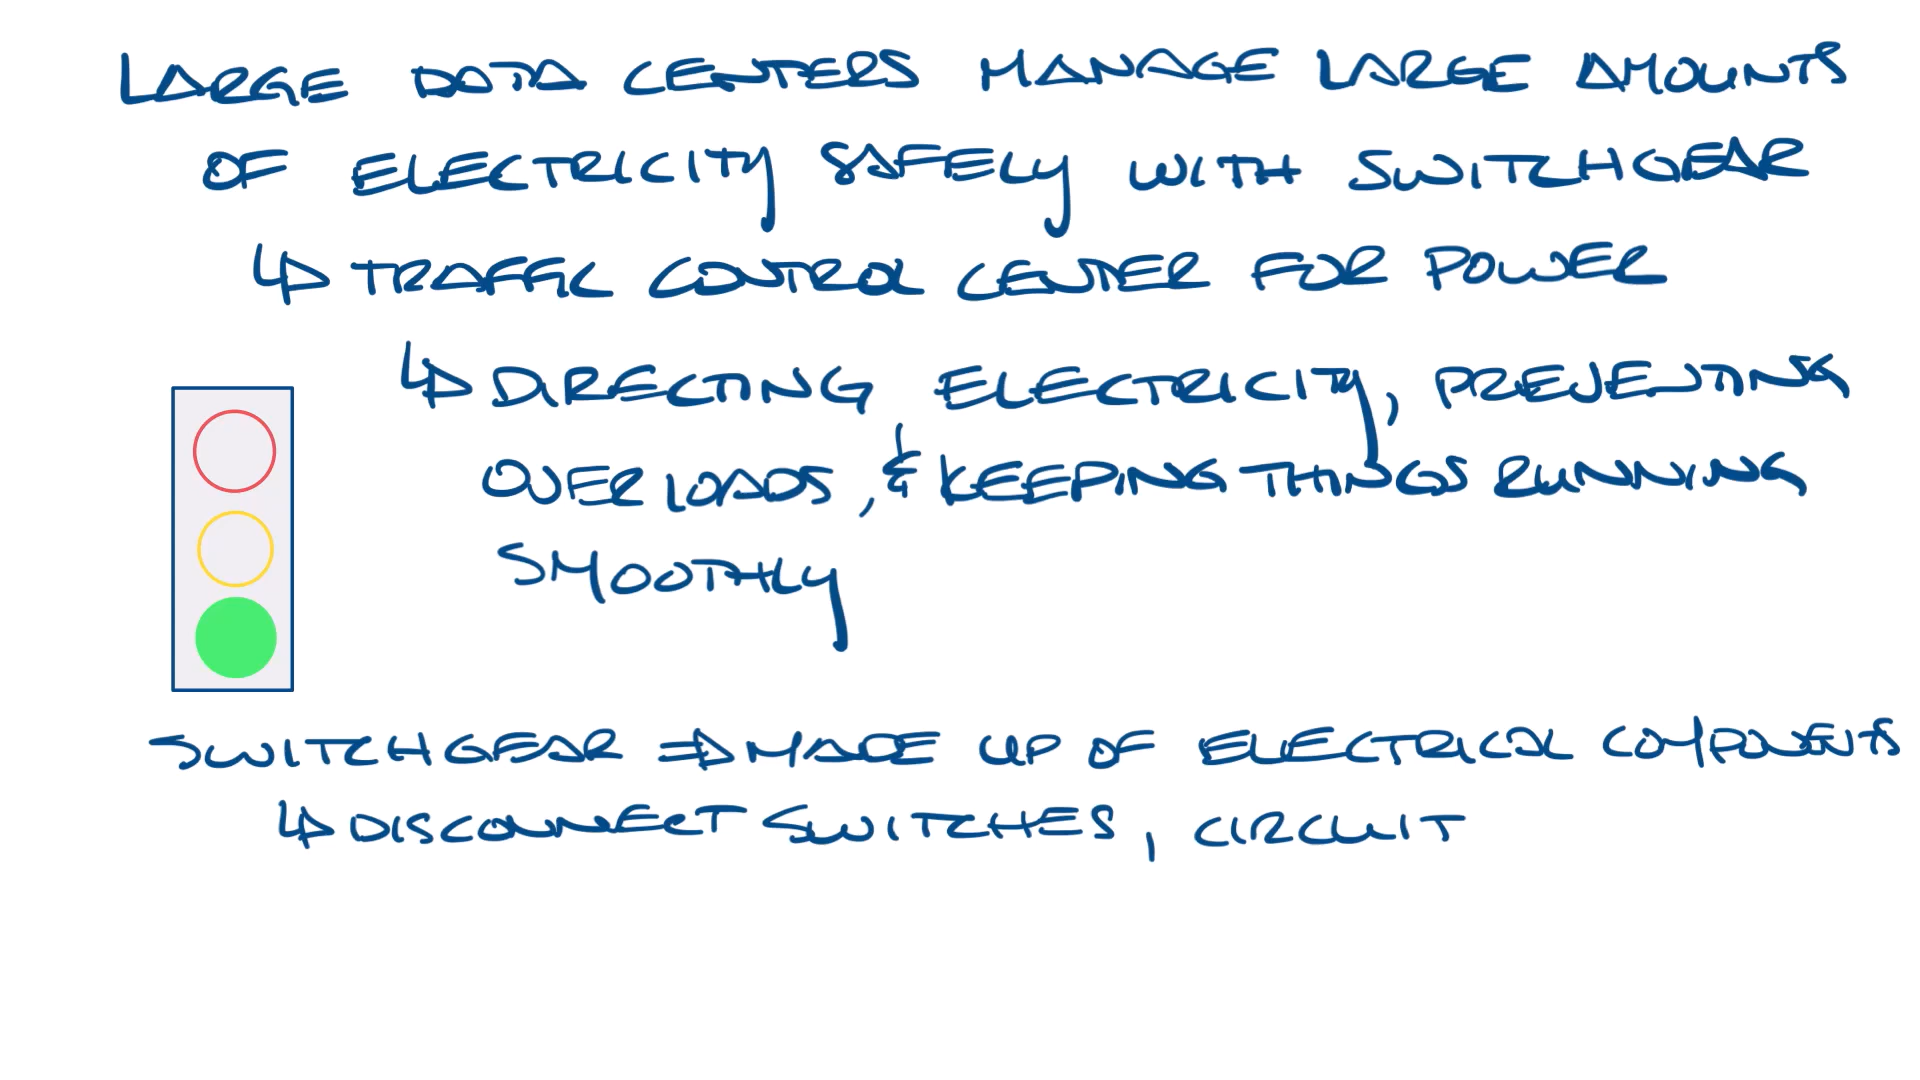 LARGE DATA CENTERS MANAGE LARGE AMOUNTS
OF ELECTRICITY SAFELY WITH SWITCHGEAR
↳ TRAFFIC CONTROL CENTER FOR POWER
↳ DIRECTING ELECTRICITY, PREVENTING
OVERLOADS, & KEEPING THINGS RUNNING
SMOOTHLY
SWITCHGEAR ⇒ MADE UP OF ELECTRICAL COMPONENTS
↳ DISCONNECT SWITCHES, CIRCUIT